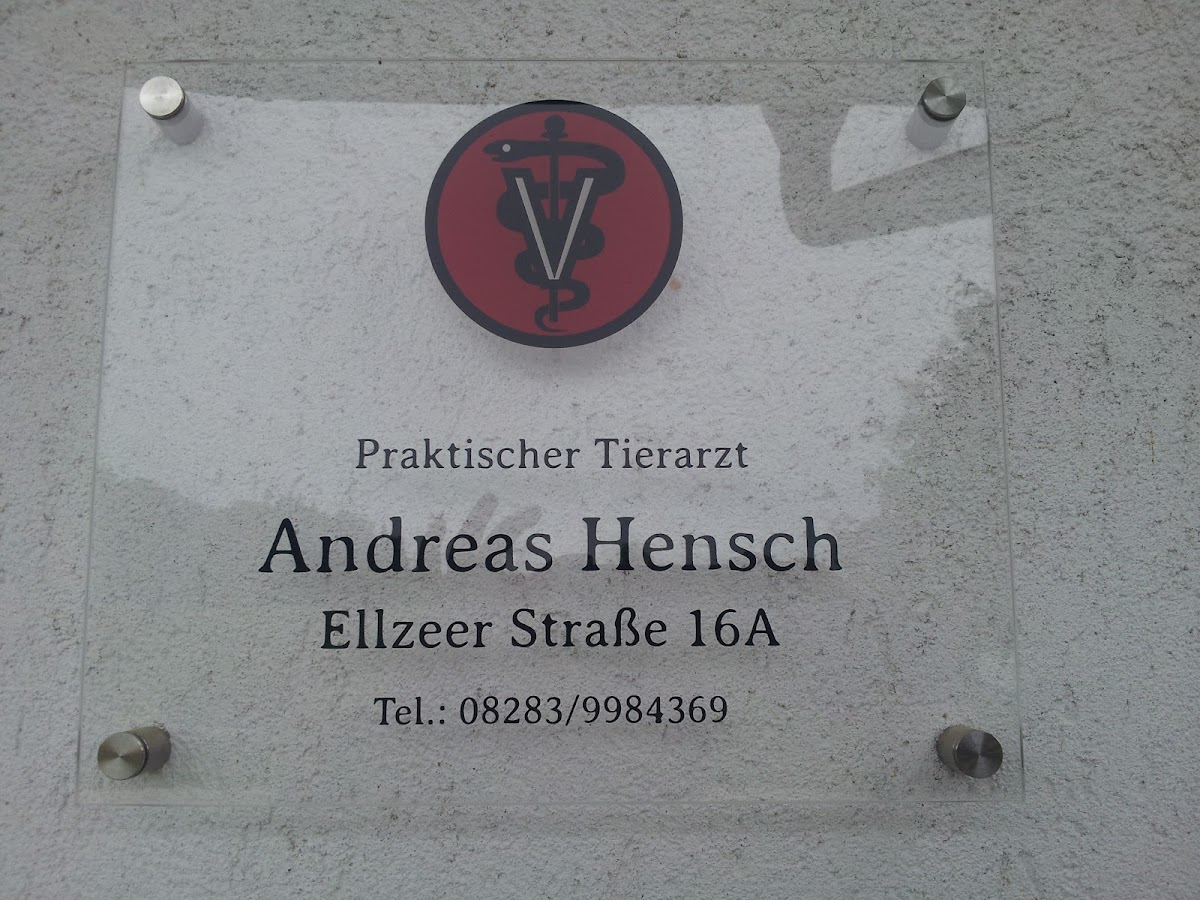 V
Praktischer Tierarzt
Andreas Hensch
Ellzeer Straße 16A
Tel.: 08283/9984369